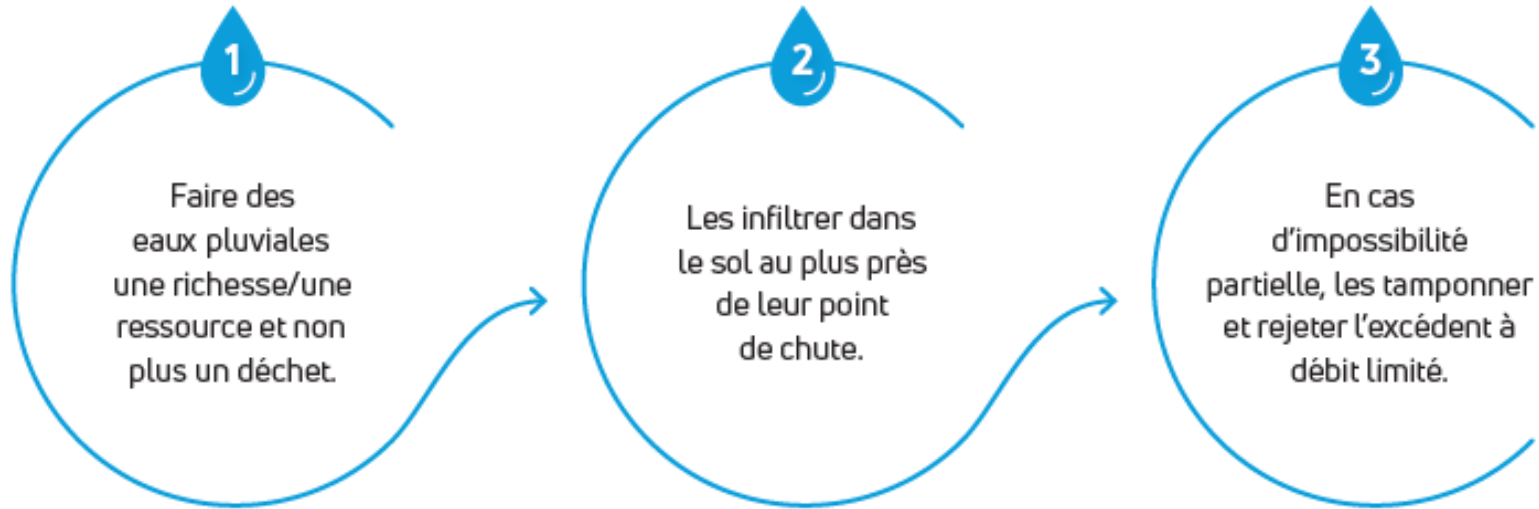 1
Faire des
eaux pluviales
une richesse/une
ressource et non
plus un déchet.
2
Les infiltrer dans
le sol au plus près
de leur point
de chute.
3
En cas
d'impossibilité
partielle, les tamponner
et rejeter l'excédent à
débit limité.